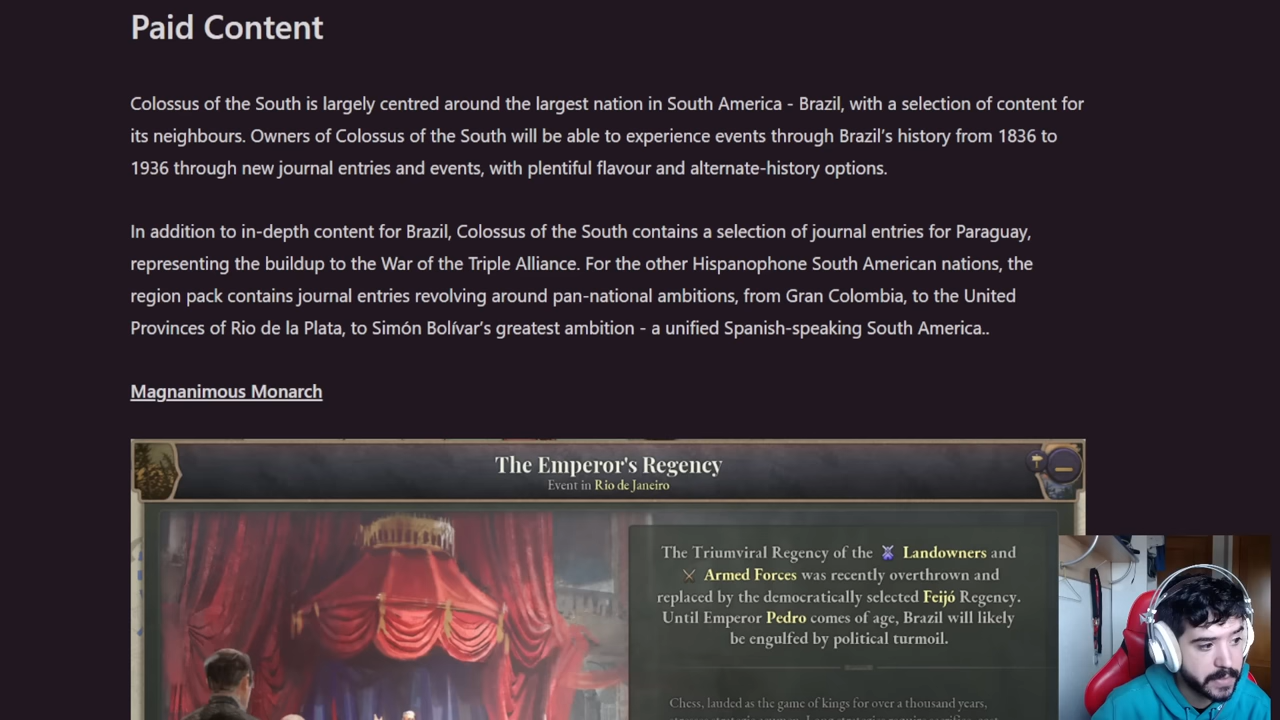 Paid Content
Colossus of the South is largely centred around the largest nation in South America - Brazil, with a selection of content for
its neighbours. Owners of Colossus of the South will be able to experience events through Brazil's history from 1836 to
1936 through new journal entries and events, with plentiful flavour and alternate-history options.
In addition to in-depth content for Brazil, Colossus of the South contains a selection of journal entries for Paraguay,
representing the buildup to the War of the Triple Alliance. For the other Hispanophone South American nations, the
region pack contains journal entries revolving around pan-national ambitions, from Gran Colombia, to the United
Provinces of Rio de la Plata, to Simón Bolívar's greatest ambition - a unified Spanish-speaking South America..
Magnanimous Monarch
The Emperor's Regency
Event in Rio de Janeiro
The Triumviral Regency of the Landowners and
Armed Forces was recently overthrown and
replaced by the democratically selected Feijó Regency.
Until Emperor Pedro comes of age, Brazil will likely
be engulfed by political turmoil.
Chess, lauded as the game of kings for over a thousand years,